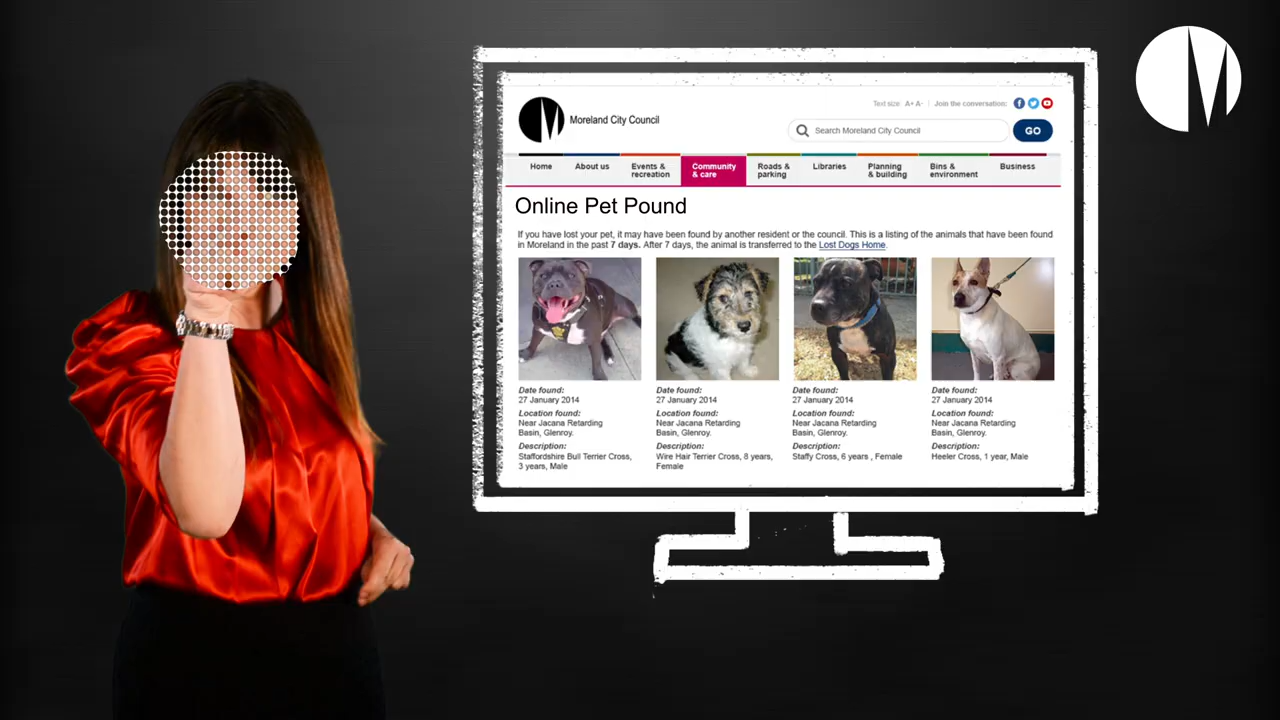 Moreland City Council
Text size: A+ A- | Join the conversation:
Search Moreland City Council
GO
Home
About us
Events &
recreation
Community
& care
Roads &
parking
Libraries
Planning
& building
Bins &
environment
Business
Online Pet Pound
If you have lost your pet, it may have been found by another resident or the council. This is a listing of the animals that have been found
in Moreland in the past 7 days. After 7 days, the animal is transferred to the Lost Dogs Home.
Date found:
27 January 2014
Location found:
Near Jacana Retarding
Basin, Glenroy.
Description:
Staffordshire Bull Terrier Cross,
3 years, Male
Date found:
27 January 2014
Location found:
Near Jacana Retarding
Basin, Glenroy.
Description:
Wire Hair Terrier Cross, 8 years,
Female
Date found:
27 January 2014
Location found:
Near Jacana Retarding
Basin, Glenroy.
Description:
Staffy Cross, 6 years , Female
Date found:
27 January 2014
Location found:
Near Jacana Retarding
Basin, Glenroy.
Description:
Heeler Cross, 1 year, Male